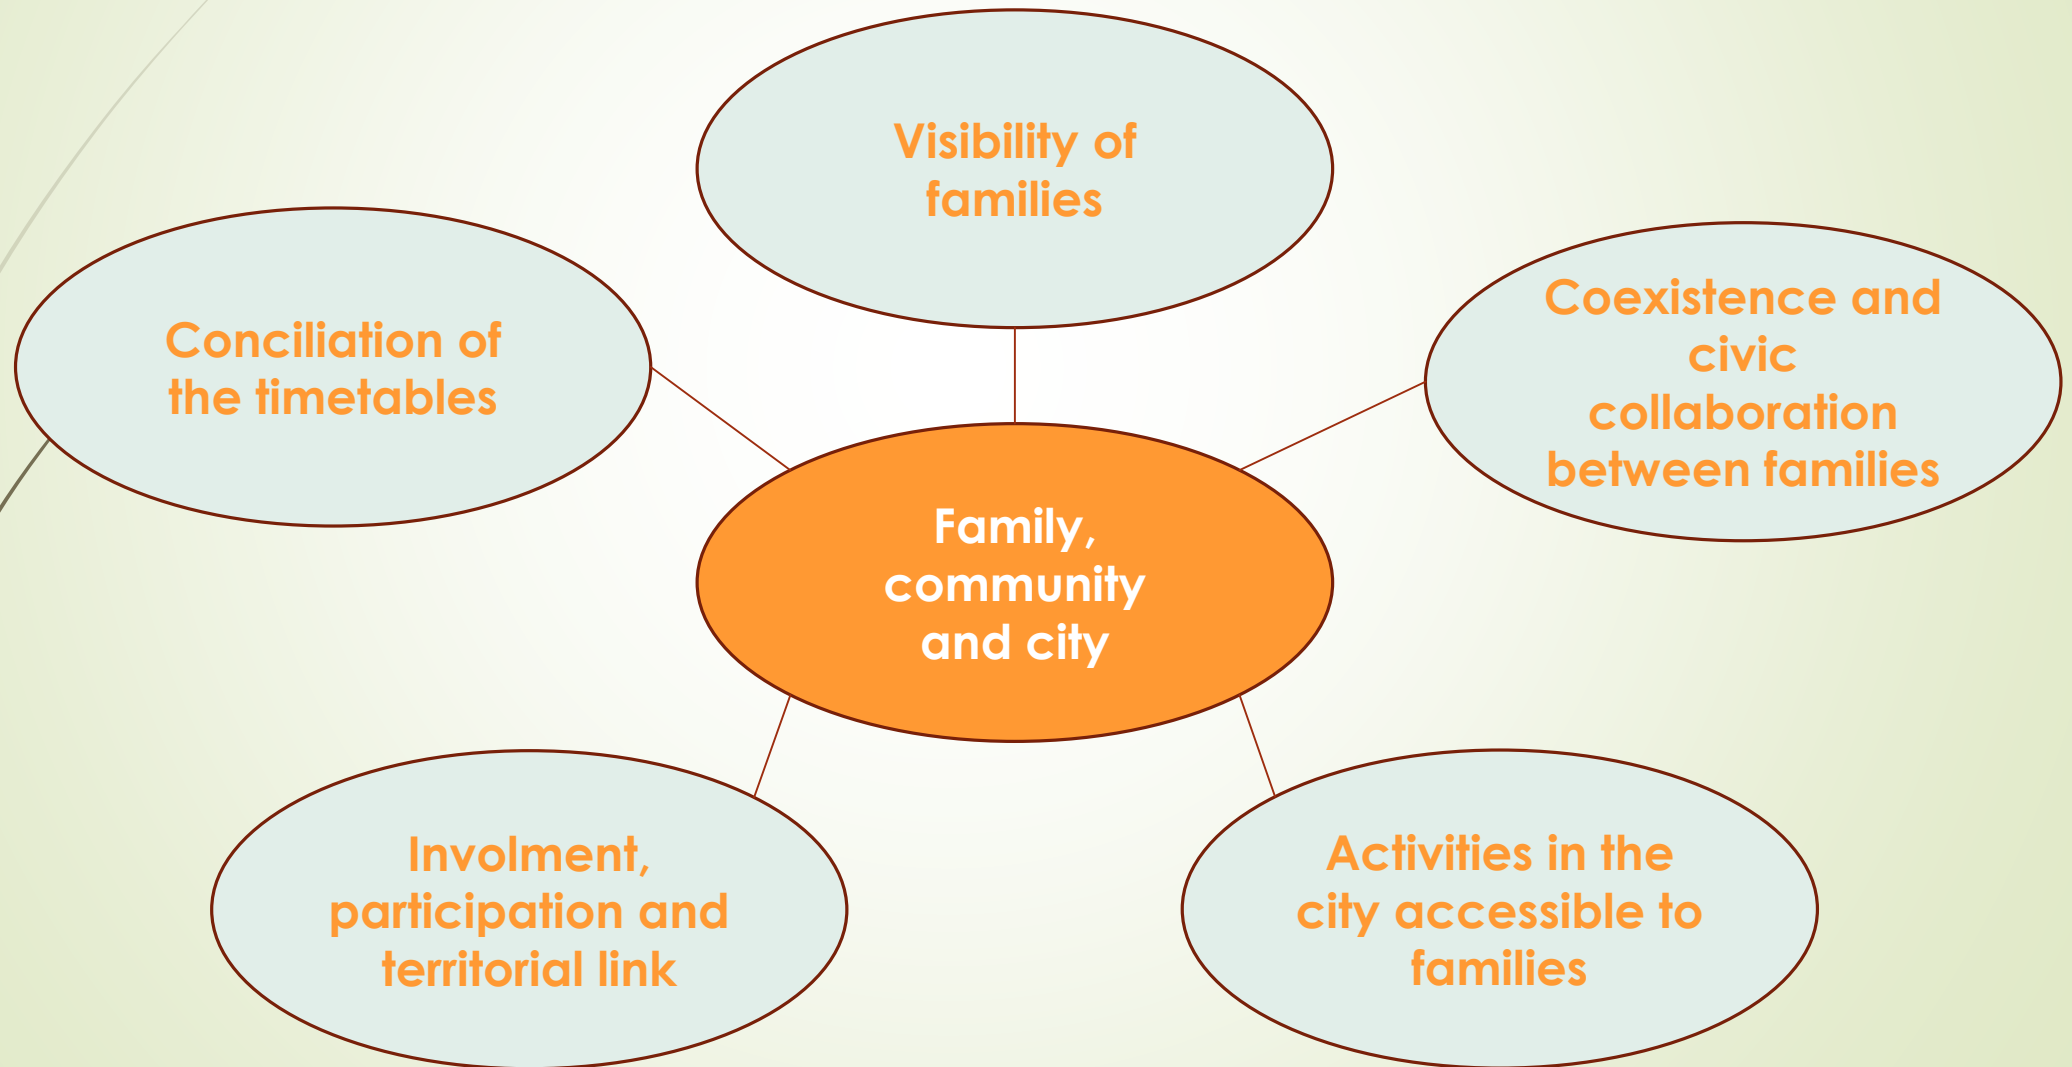 Visibility of
families
Conciliation of
the timetables
Coexistence and
civic
collaboration
between families
Family,
community
and city
Involment,
participation and
territorial link
Activities in the
city accessible to
families